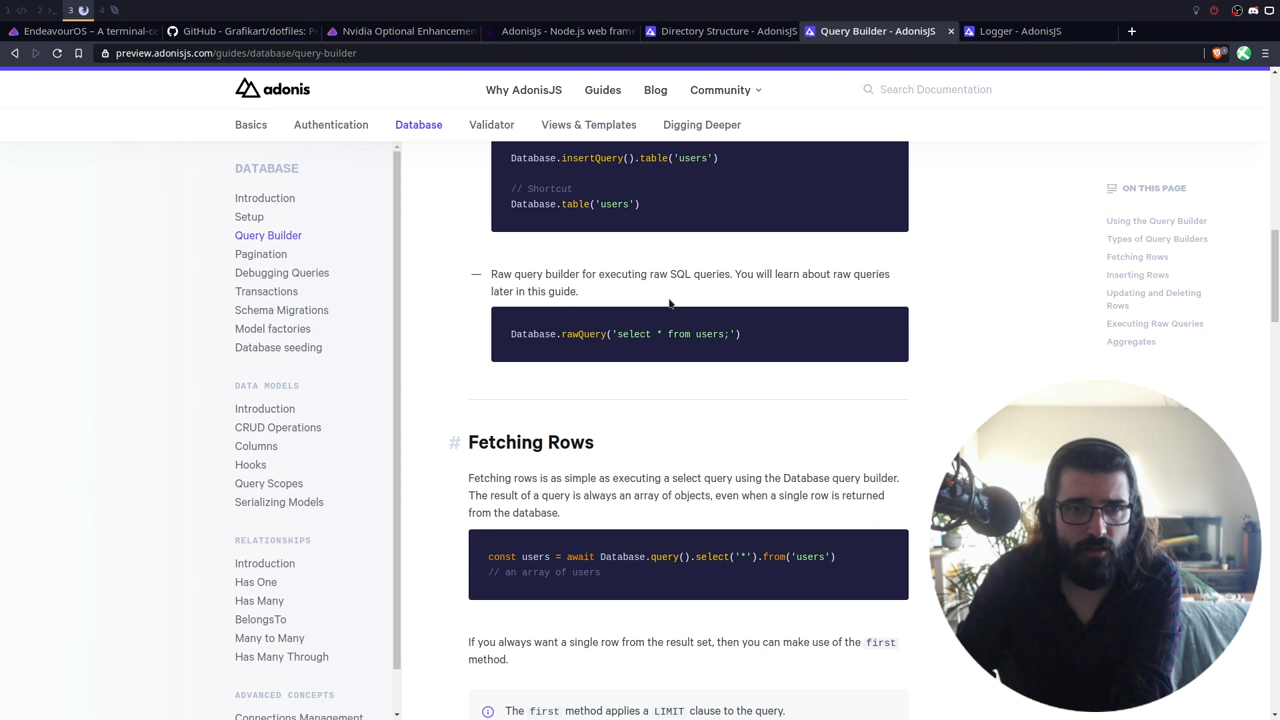 1 </> 2 >_ 3 4
EndeavourOS – A terminal-ce
GitHub - Grafikart/dotfiles: P
Nvidia Optional Enhancemen
AdonisJs - Node.js web frame
Directory Structure - AdonisJS
Query Builder - AdonisJS
Logger - AdonisJS
preview.adonisjs.com/guides/database/query-builder
adonis
Why AdonisJS Guides Blog Community
Search Documentation
Basics Authentication Database Validator Views & Templates Digging Deeper
DATABASE
Introduction
Setup
Query Builder
Pagination
Debugging Queries
Transactions
Schema Migrations
Model factories
Database seeding
DATA MODELS
Introduction
CRUD Operations
Columns
Hooks
Query Scopes
Serializing Models
RELATIONSHIPS
Introduction
Has One
Has Many
BelongsTo
Many to Many
Has Many Through
ADVANCED CONCEPTS
Connections Management
Database.insertQuery().table('users')
// Shortcut
Database.table('users')
— Raw query builder for executing raw SQL queries. You will learn about raw queries
later in this guide.
Database.rawQuery('select * from users;')
# Fetching Rows
Fetching rows is as simple as executing a select query using the Database query builder.
The result of a query is always an array of objects, even when a single row is returned
from the database.
const users = await Database.query().select('*').from('users')
// an array of users
If you always want a single row from the result set, then you can make use of the first
method.
The first method applies a LIMIT clause to the query.
ON THIS PAGE
Using the Query Builder
Types of Query Builders
Fetching Rows
Inserting Rows
Updating and Deleting
Rows
Executing Raw Queries
Aggregates